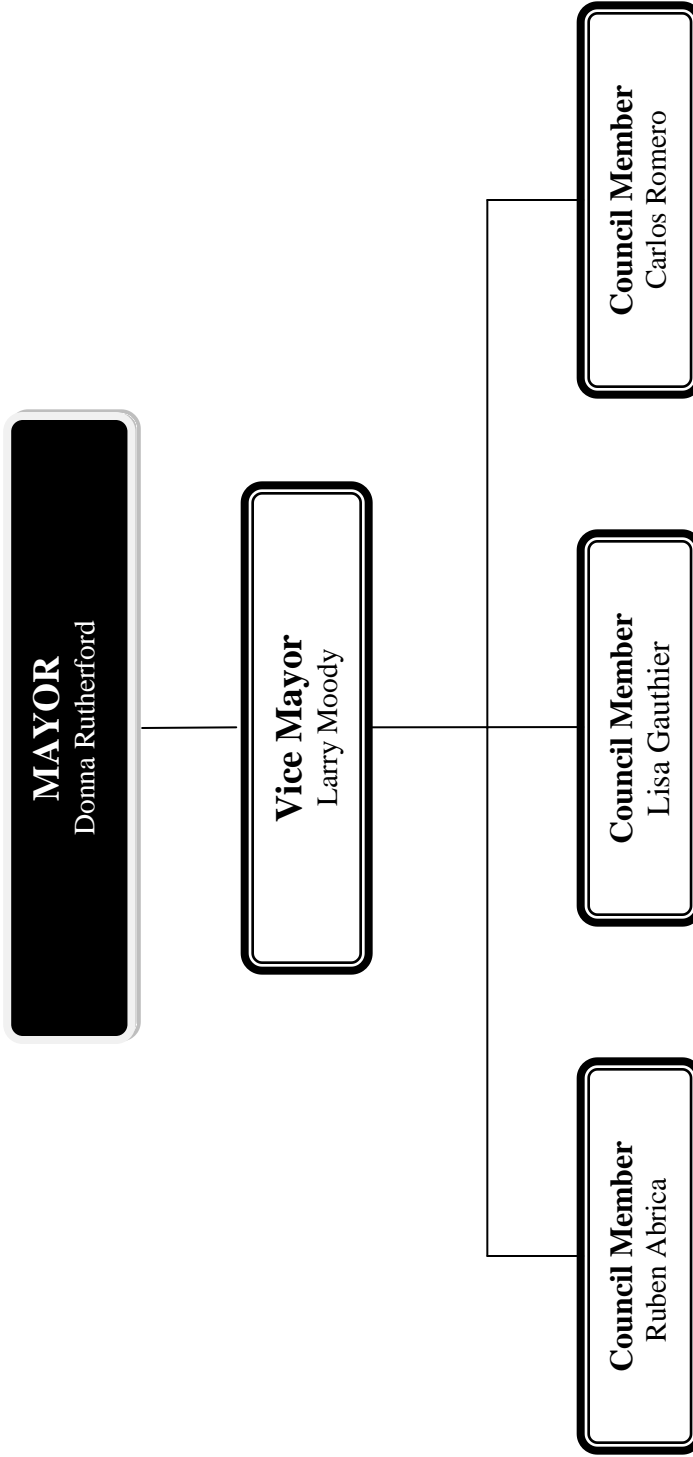 MAYOR
Donna Rutherford
Vice Mayor
Larry Moody
Council Member
Ruben Abrica
Council Member
Lisa Gauthier
Council Member
Carlos Romero